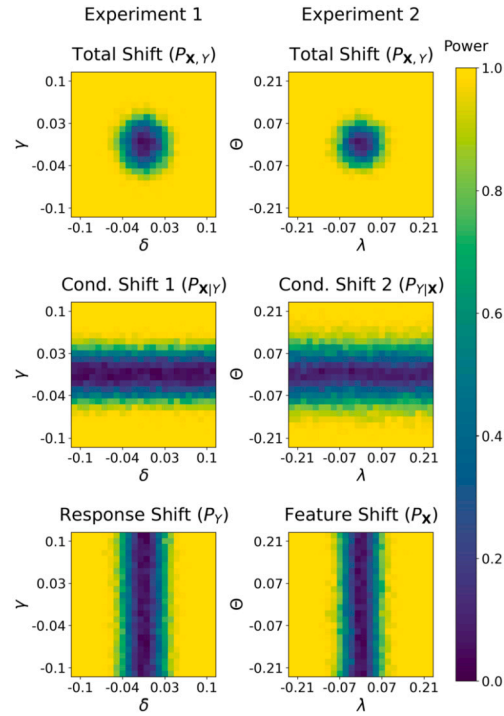 Experiment 1
Experiment 2
Total Shift (P_{X,Y})
Total Shift (P_{X,Y})
Power
0.1
0.03
-0.04
-0.1
γ
-0.1
-0.04
0.03
0.1
δ
0.21
0.07
-0.07
-0.21
Θ
-0.21
-0.07
0.07
0.21
λ
Cond. Shift 1 (P_{X|Y})
Cond. Shift 2 (P_{Y|X})
0.1
0.03
-0.04
-0.1
γ
-0.1
-0.04
0.03
0.1
δ
0.21
0.07
-0.07
-0.21
Θ
-0.21
-0.07
0.07
0.21
λ
Response Shift (P_Y)
Feature Shift (P_X)
0.1
0.03
-0.04
-0.1
γ
-0.1
-0.04
0.03
0.1
δ
0.21
0.07
-0.07
-0.21
Θ
-0.21
-0.07
0.07
0.21
λ
1.0
0.8
0.6
0.4
0.2
0.0